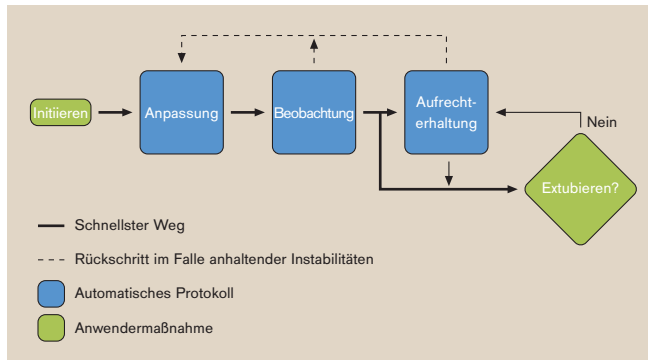 Initiieren
Anpassung
Beobachtung
Aufrecht-
erhaltung
Nein
Extubieren?
Schnellster Weg
Rückschritt im Falle anhaltender Instabilitäten
Automatisches Protokoll
Anwendermaßnahme